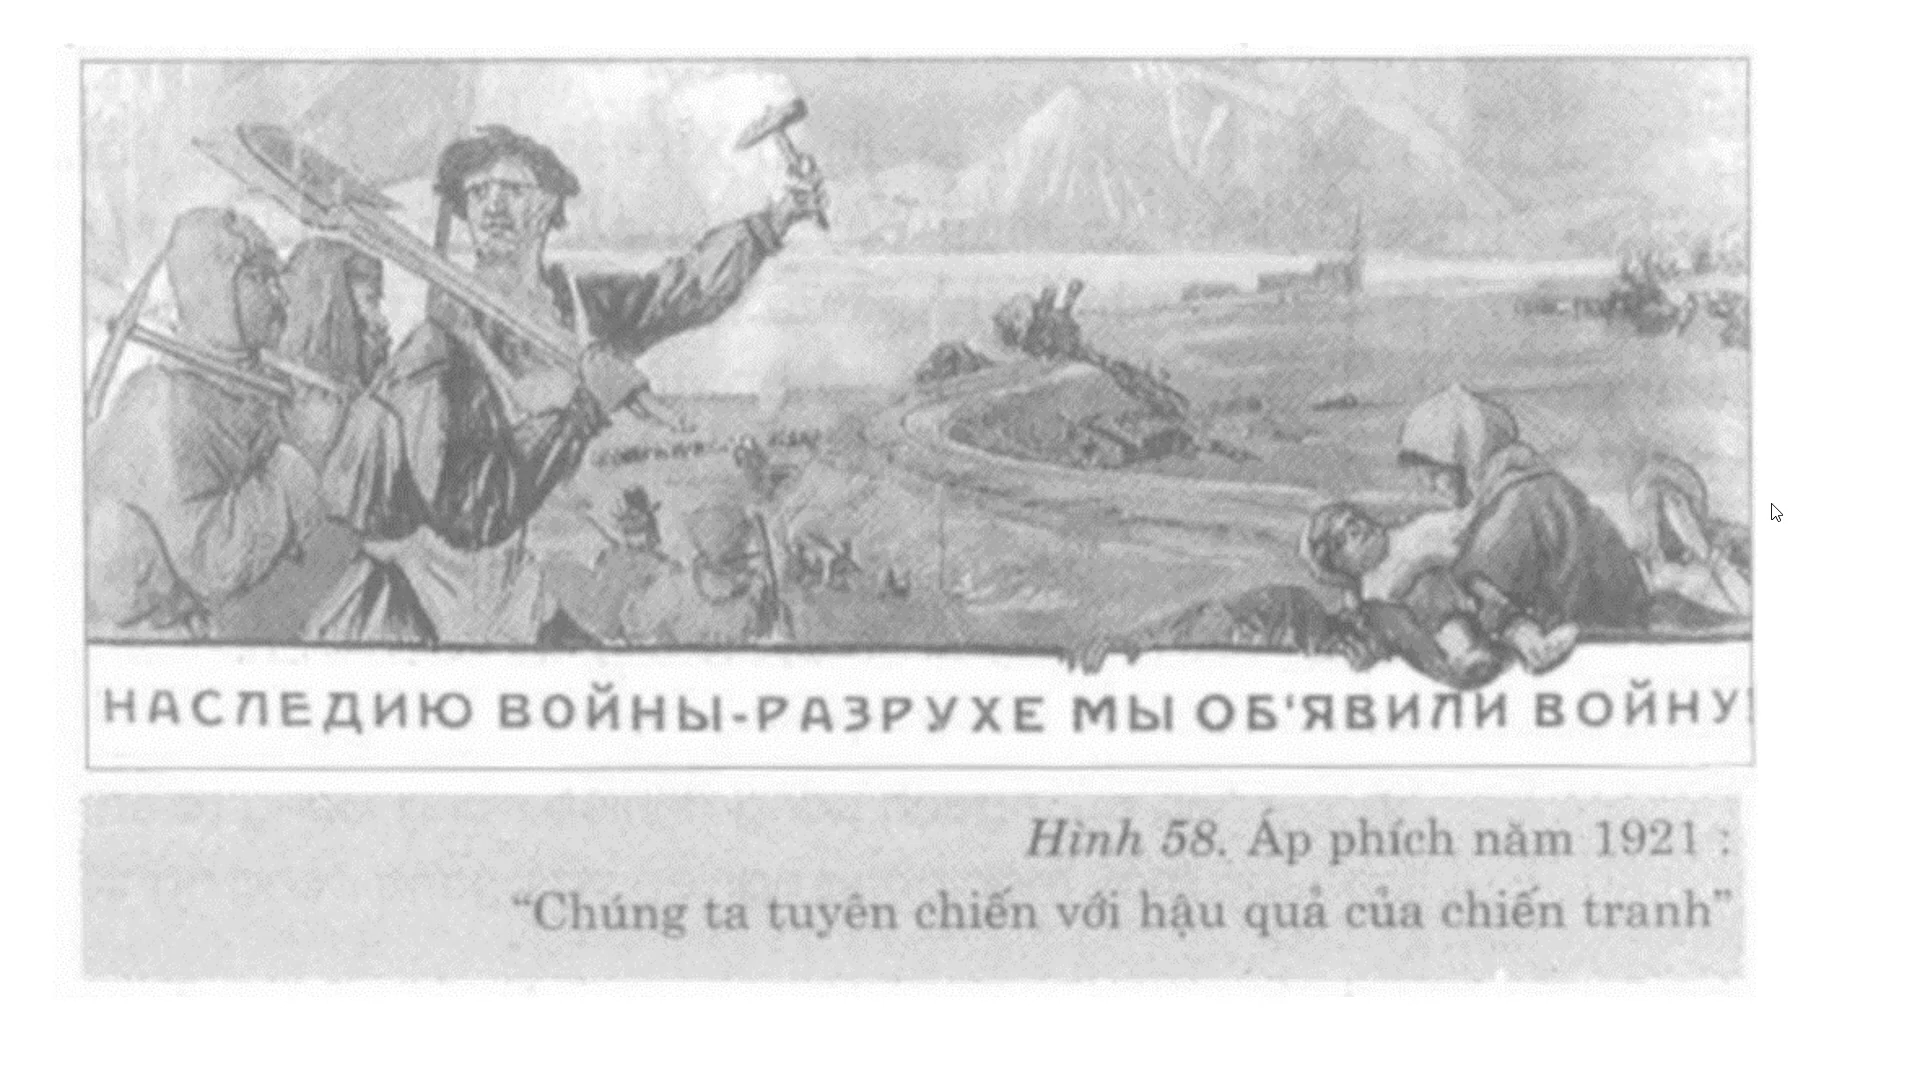 НАСЛЕДИЮ ВОЙНЫ-РАЗРУХЕ МЫ ОБ'ЯВИЛИ ВОЙНУ!
Hình 58. Áp phích năm 1921 :
“Chúng ta tuyên chiến với hậu quả của chiến tranh”